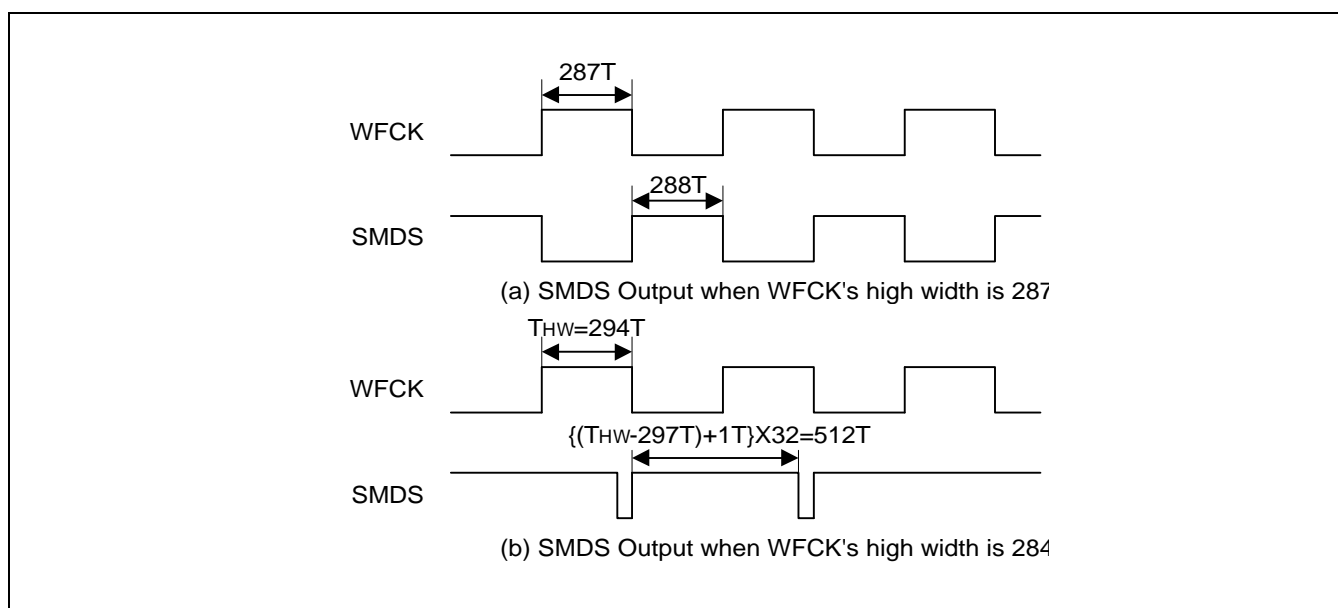 287T
WFCK
288T
SMDS
(a) SMDS Output when WFCK's high width is 287
THW=294T
WFCK
{(THW-297T)+1T}X32=512T
SMDS
(b) SMDS Output when WFCK's high width is 284